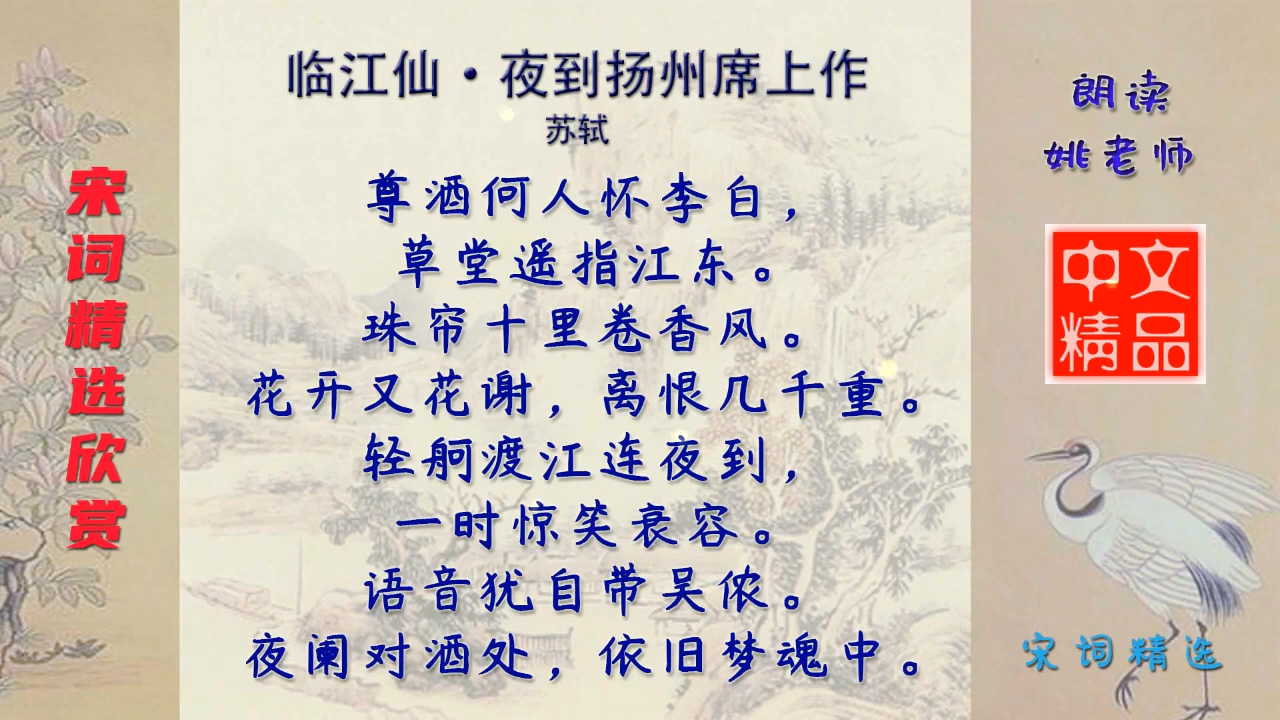 临江仙·夜到扬州席上作
苏轼
尊酒何人怀李白，
草堂遥指江东。
珠帘十里卷香风。
花开又花谢，离恨几千重。
轻舸渡江连夜到，
一时惊笑衰容。
语音犹自带吴侬。
夜阑对酒处，依旧梦魂中。
宋词精选欣赏
朗读
姚老师
中文
精品
宋词精选